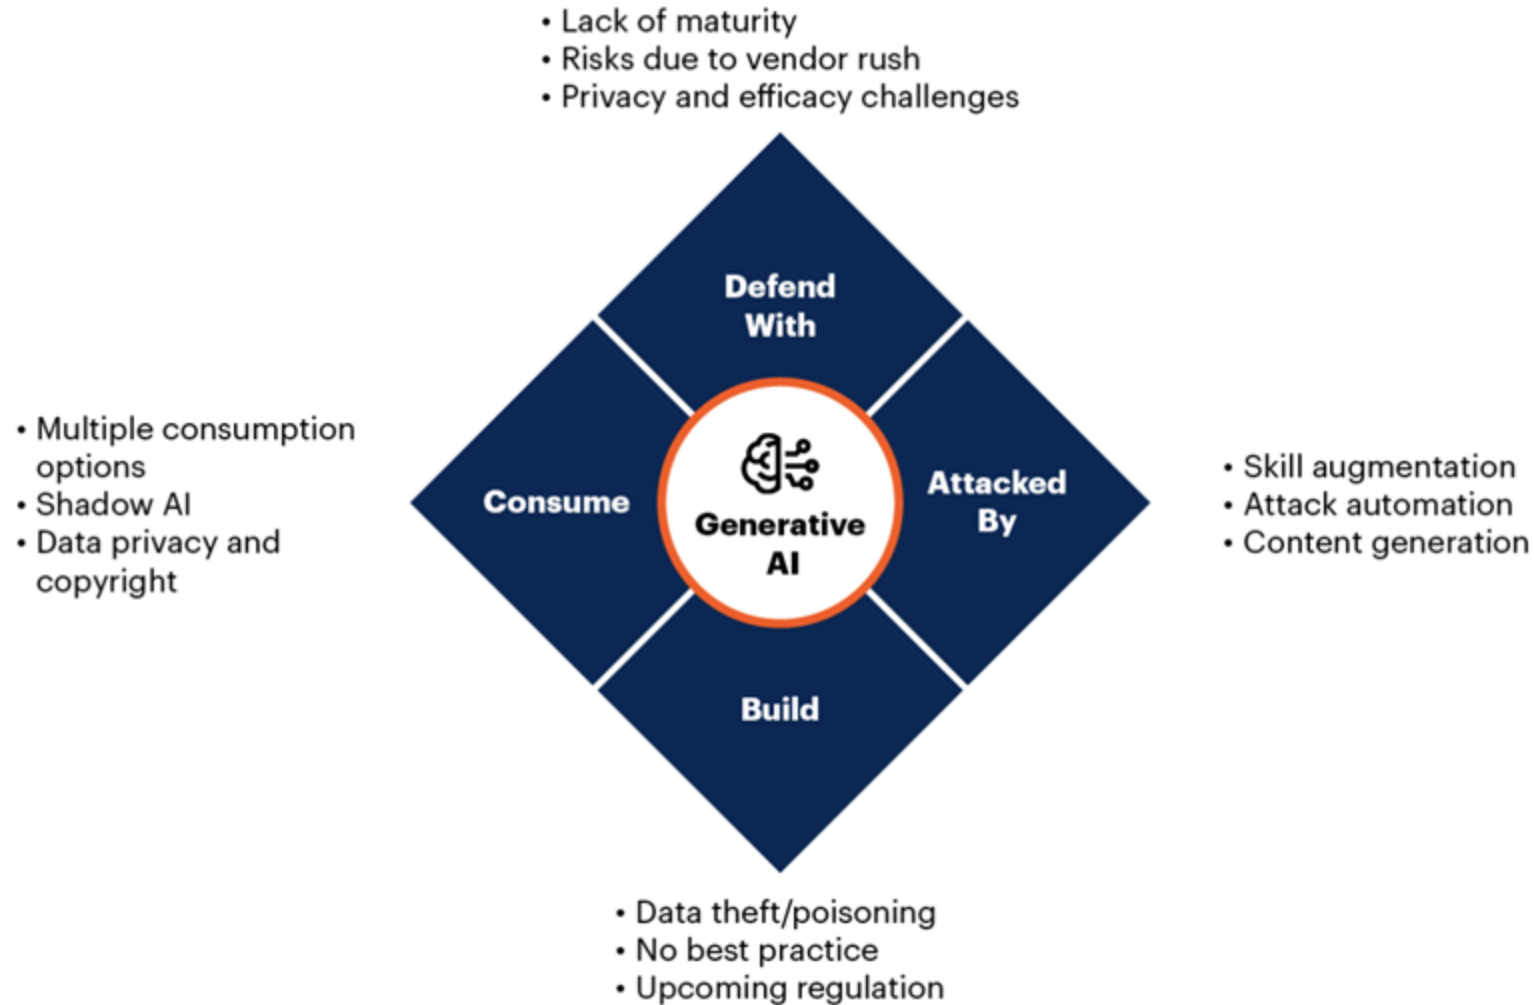 • Lack of maturity
• Risks due to vendor rush
• Privacy and efficacy challenges
Defend
With
• Multiple consumption
options
• Shadow AI
• Data privacy and
copyright
Consume
Generative
AI
Attacked
By
• Skill augmentation
• Attack automation
• Content generation
Build
• Data theft/poisoning
• No best practice
• Upcoming regulation